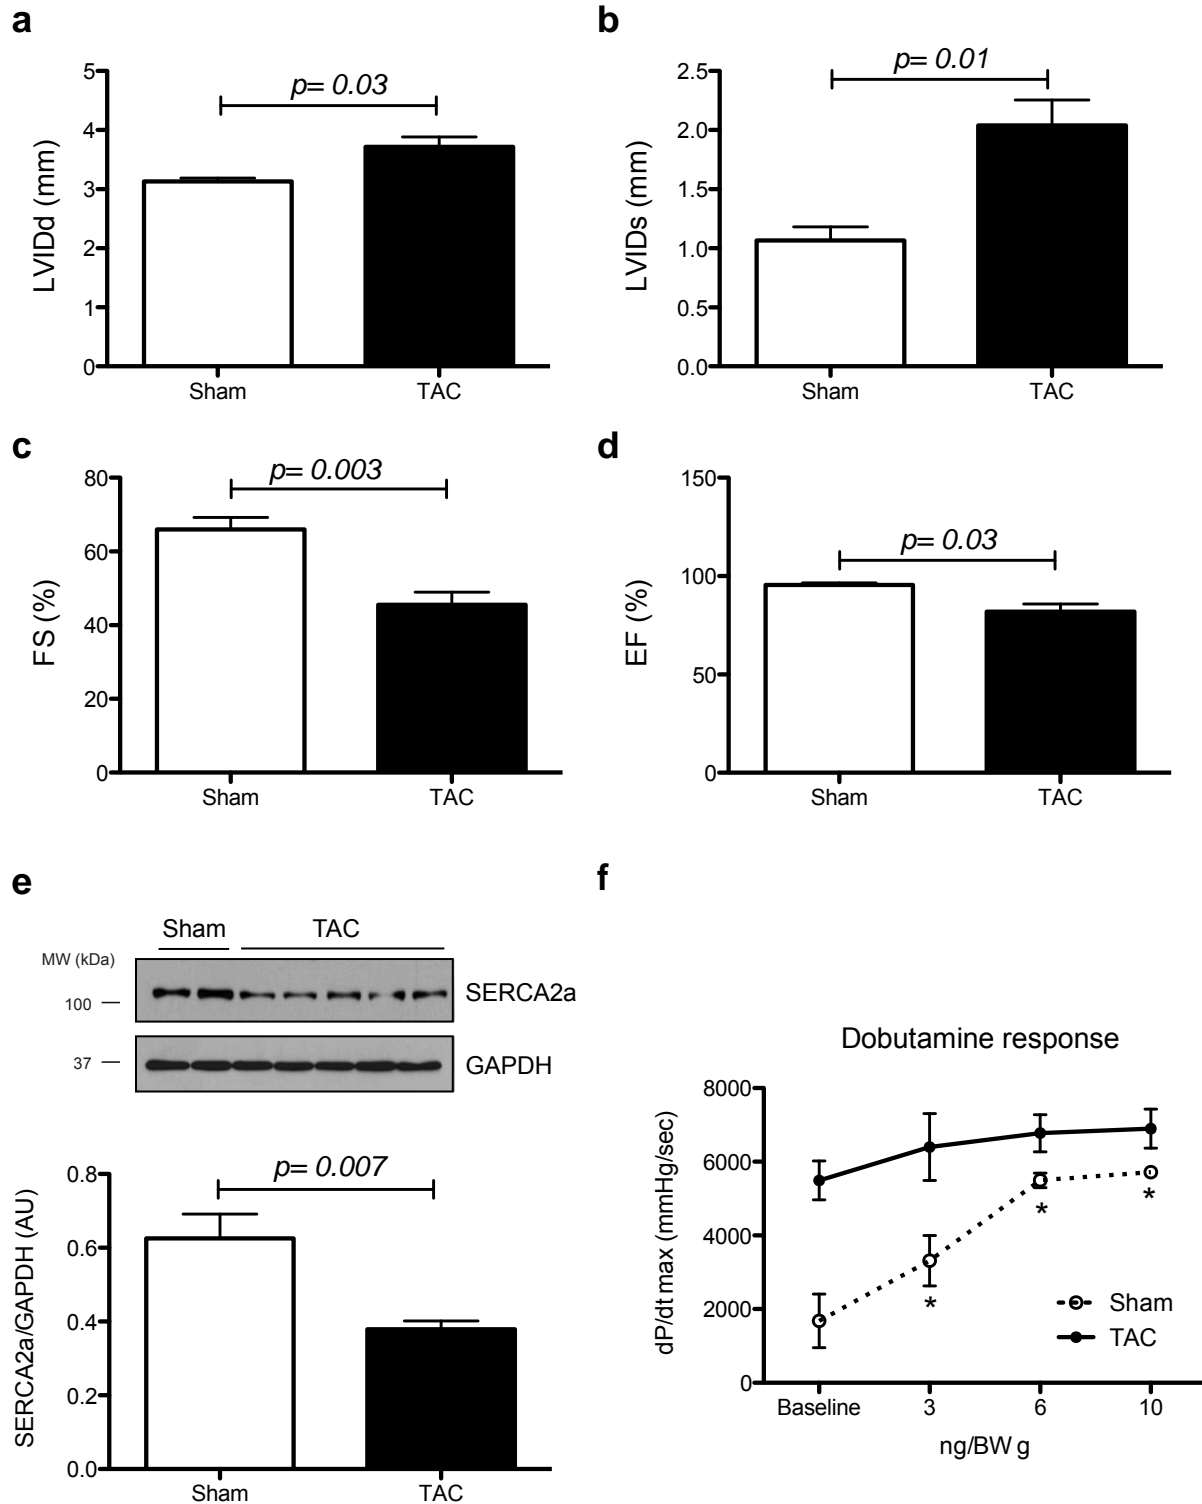 a
p= 0.03
LVIDd (mm)
5
4
3
2
1
0
Sham TAC
b
p= 0.01
LVIDs (mm)
2.5
2.0
1.5
1.0
0.5
0.0
Sham TAC
c
p= 0.003
FS (%)
80
60
40
20
0
Sham TAC
d
p= 0.03
EF (%)
150
100
50
0
Sham TAC
e
Sham TAC
MW (kDa)
100
SERCA2a
37
GAPDH
p= 0.007
SERCA2a/GAPDH (AU)
0.8
0.6
0.4
0.2
0.0
Sham TAC
f
Dobutamine response
dP/dt max (mmHg/sec)
8000
6000
4000
2000
0
* * *
Sham
TAC
Baseline 3 6 10
ng/BW g